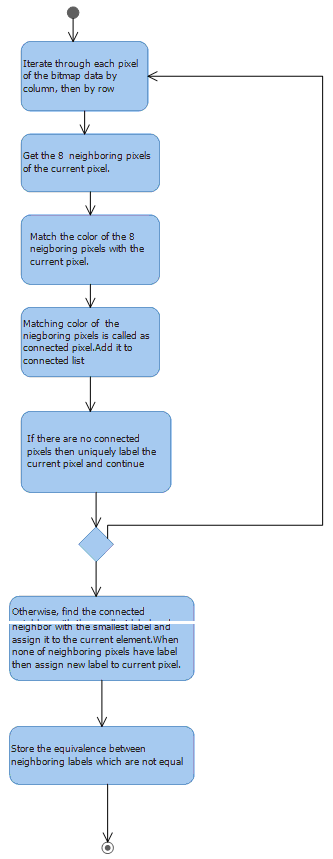 Iterate through each pixel
of the bitmap data by
column, then by row
Get the 8 neighboring pixels
of the current pixel.
Match the color of the 8
neigboring pixels with the
current pixel.
Matching color of the
niegboring pixels is called as
connected pixel.Add it to
connected list
If there are no connected
pixels then uniquely label the
current pixel and continue
Otherwise, find the connected
neighbor with the smallest label and
assign it to the current element.When
none of neighboring pixels have label
then assign new label to current pixel.
Store the equivalence between
neighboring labels which are not equal